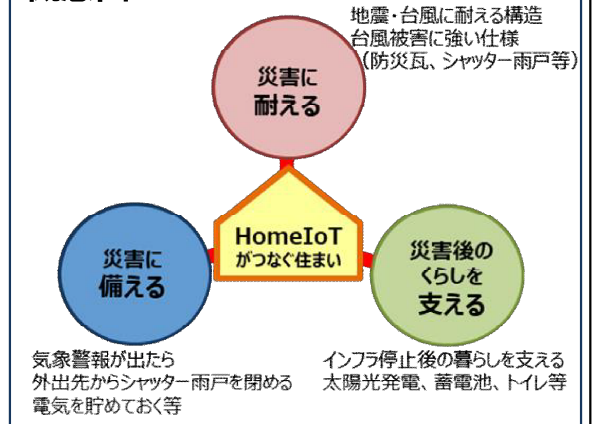 地震・台風に耐える構造
台風被害に強い仕様
(防災瓦、シャッター雨戸等)
災害に
耐える
HomeIoT
がつなぐ住まい
災害に
備える
災害後の
くらしを
支える
気象警報が出たら
外出先からシャッター雨戸を閉める
電気を貯めておく等
インフラ停止後の暮らしを支える
太陽光発電、蓄電池、トイレ等